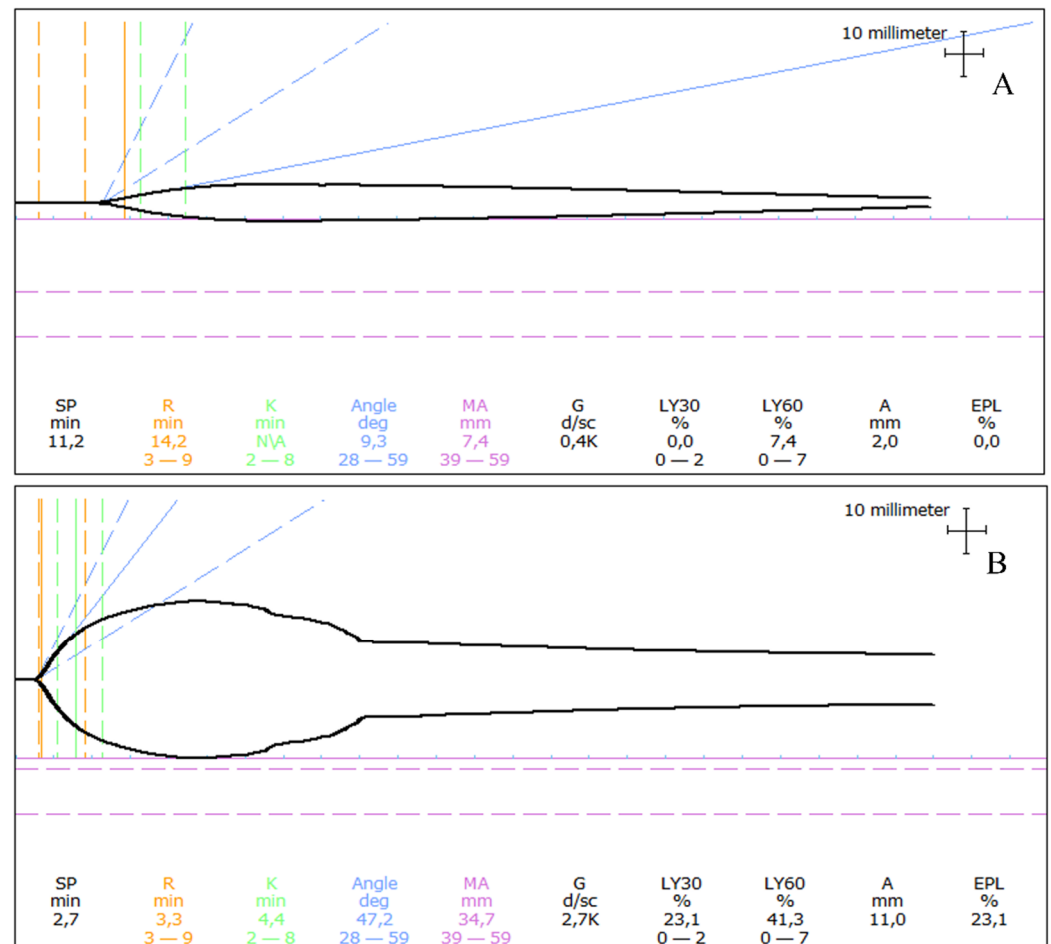 10 millimeter
A
SP R K Angle MA G LY30 LY60 A EPL
min min min deg mm d/sc % % mm %
11,2 14,2 N\A 9,3 7,4 0,4K 0,0 7,4 2,0 0,0
3 — 9 2 — 8 28 — 59 39 — 59 0 — 2 0 — 7
10 millimeter
B
SP R K Angle MA G LY30 LY60 A EPL
min min min deg mm d/sc % % mm %
2,7 3,3 4,4 47,2 34,7 2,7K 23,1 41,3 11,0 23,1
3 — 9 2 — 8 28 — 59 39 — 59 0 — 2 0 — 7